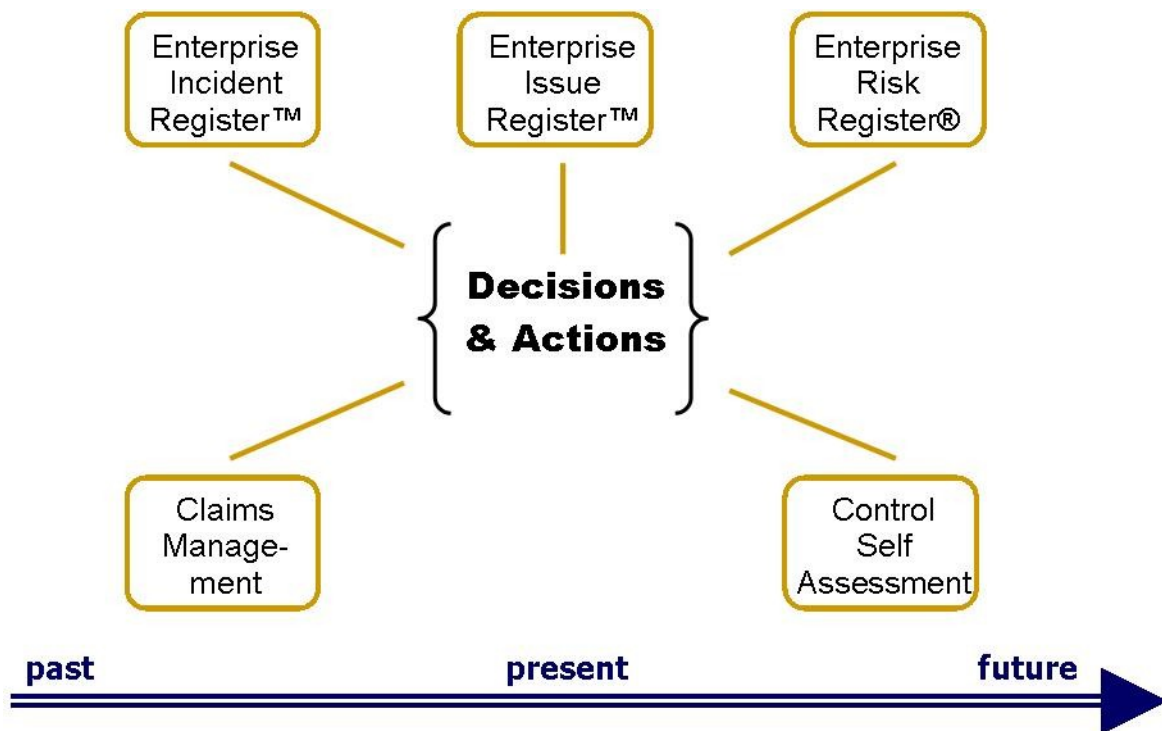 Enterprise
Incident
Register™
Enterprise
Issue
Register™
Enterprise
Risk
Register®
Decisions
& Actions
Claims
Manage-
ment
Control
Self
Assessment
past
present
future